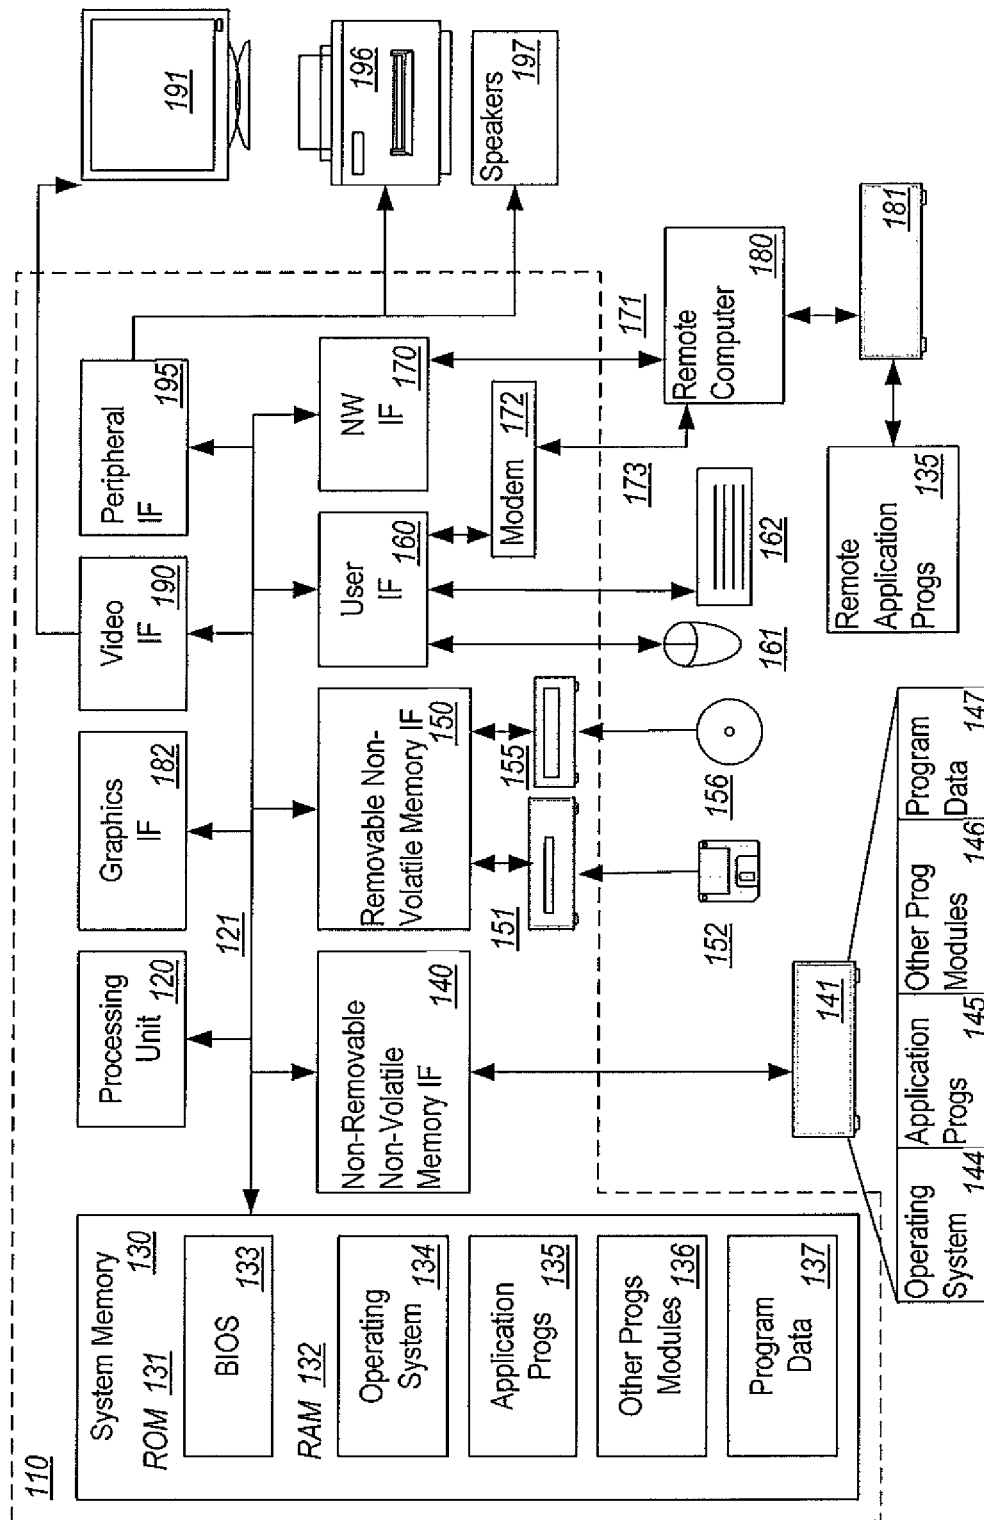 110
System Memory
130
ROM 131
BIOS
133
RAM 132
Operating
System
134
Application
Progs
135
Other Progs
Modules
136
Program
Data
137
Processing
Unit
120
Graphics
IF
182
Video
IF
190
Peripheral
IF
195
191
196
Speakers
197
121
Non-Removable
Non-Volatile
Memory IF
140
Removable Non-
Volatile Memory IF
150
User
IF
160
NW
IF
170
151
155
Modem
172
152
156
161
162
173
171
Remote
Computer
180
181
Remote
Application
Progs
135
141
Operating
System
144
Application
Progs
145
Other Prog
Modules
146
Program
Data
147